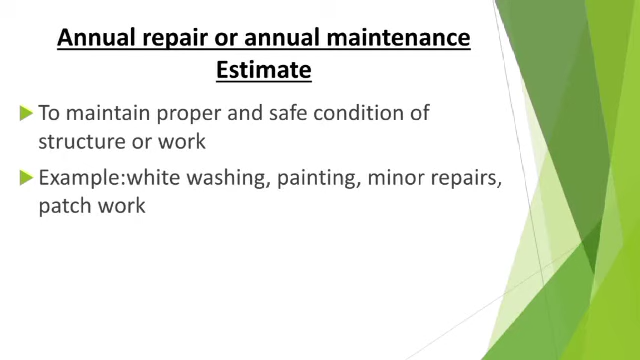 Annual repair or annual maintenance
Estimate
To maintain proper and safe condition of
structure or work
Example:white washing, painting, minor repairs,
patch work